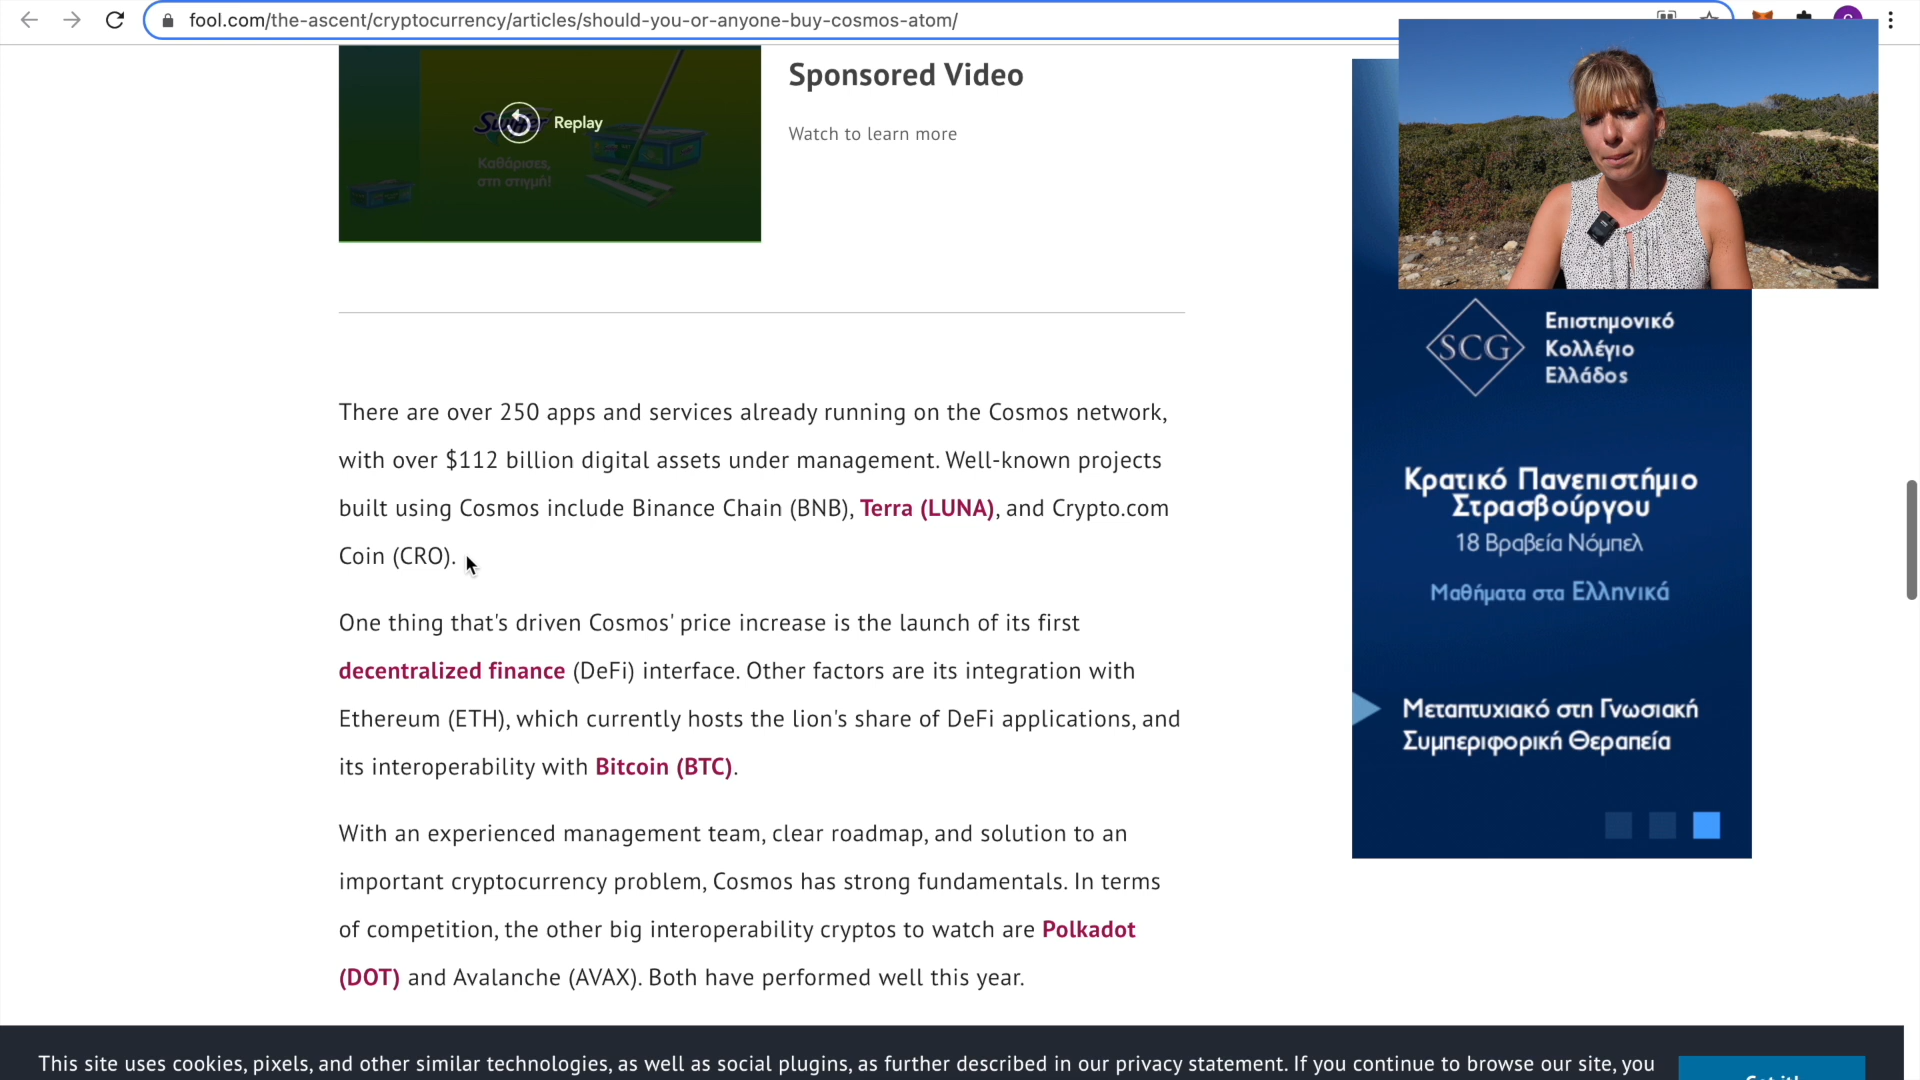 fool.com/the-ascent/cryptocurrency/articles/should-you-or-anyone-buy-cosmos-atom/
Sponsored Video
Replay
Καθάρισες,
στη στιγμή!
Watch to learn more
SCG
Επιστημονικό
Κολλέγιο
Ελλάδος
There are over 250 apps and services already running on the Cosmos network,
with over $112 billion digital assets under management. Well-known projects
built using Cosmos include Binance Chain (BNB), Terra (LUNA), and Crypto.com
Coin (CRO).
One thing that's driven Cosmos' price increase is the launch of its first
decentralized finance (DeFi) interface. Other factors are its integration with
Ethereum (ETH), which currently hosts the lion's share of DeFi applications, and
its interoperability with Bitcoin (BTC).
With an experienced management team, clear roadmap, and solution to an
important cryptocurrency problem, Cosmos has strong fundamentals. In terms
of competition, the other big interoperability cryptos to watch are Polkadot
(DOT) and Avalanche (AVAX). Both have performed well this year.
Κρατικό Πανεπιστήμιο
Στρασβούργου
18 Βραβεία Νόμπελ
Μαθήματα στα Ελληνικά
Μεταπτυχιακό στη Γνωσιακή
Συμπεριφορική Θεραπεία
This site uses cookies, pixels, and other similar technologies, as well as social plugins, as further described in our privacy statement. If you continue to browse our site, you